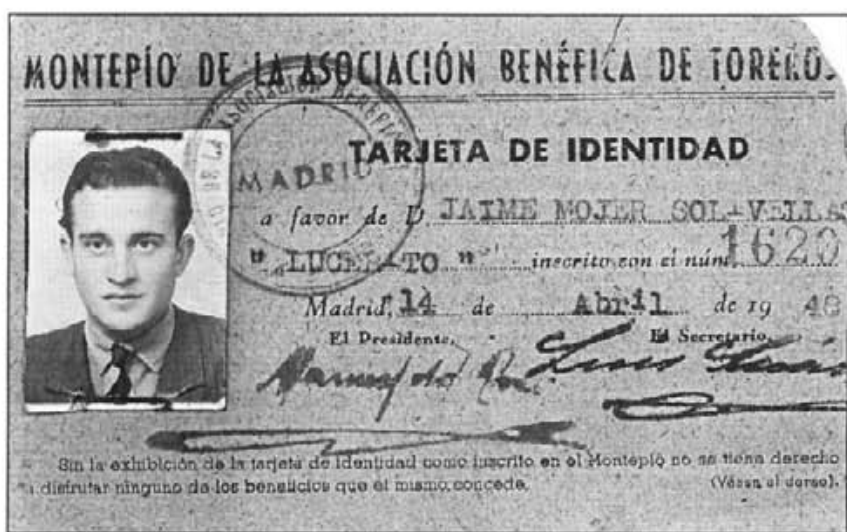 MONTEPÍO DE LA ASOCIACIÓN BENÉFICA DE TOREROS
ASOCIACIÓN BENÉFICA
MADRID
TARJETA DE IDENTIDAD
a favor de D. JAIME MOJER
" " inscrito con el núm. 1620
Madrid, 14 de Abril de 19 48
El Presidente, El Secretario,
Sin la exhibición de la tarjeta de identidad como inscrito en el Montepío no se tiene derecho
a disfrutar ninguno de los beneficios que el mismo concede. (Véase al dorso).